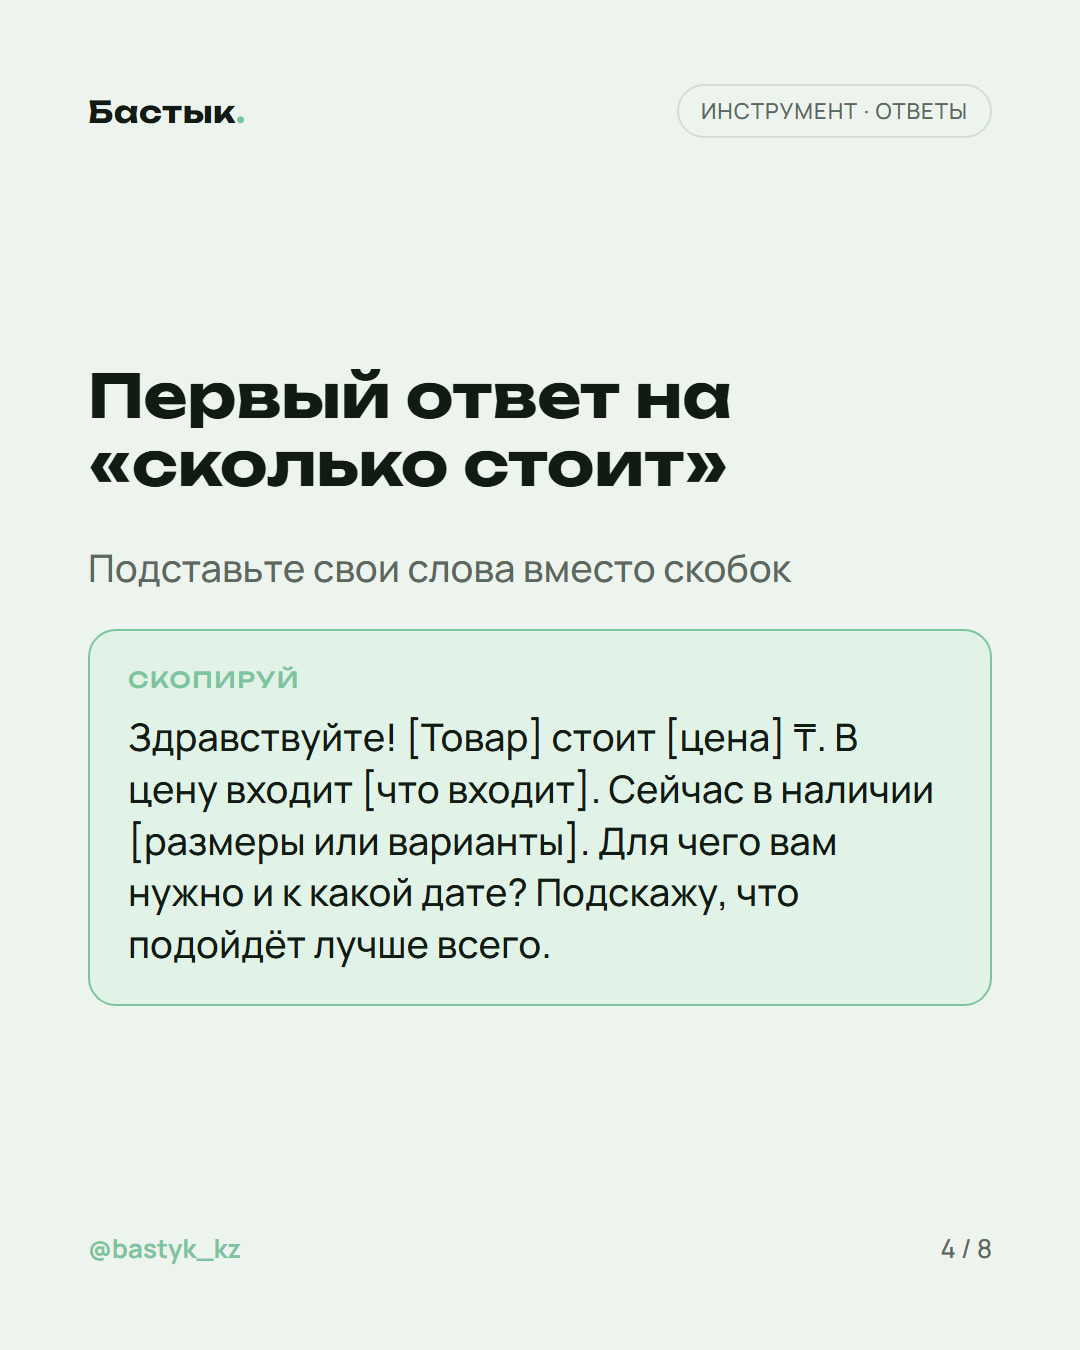 Бастык.
ИНСТРУМЕНТ · ОТВЕТЫ
Первый ответ на
«сколько стоит»
Подставьте свои слова вместо скобок
СКОПИРУЙ
Здравствуйте! [Товар] стоит [цена] ₸. В
цену входит [что входит]. Сейчас в наличии
[размеры или варианты]. Для чего вам
нужно и к какой дате? Подскажу, что
подойдёт лучше всего.
@bastyk_kz
4 / 8